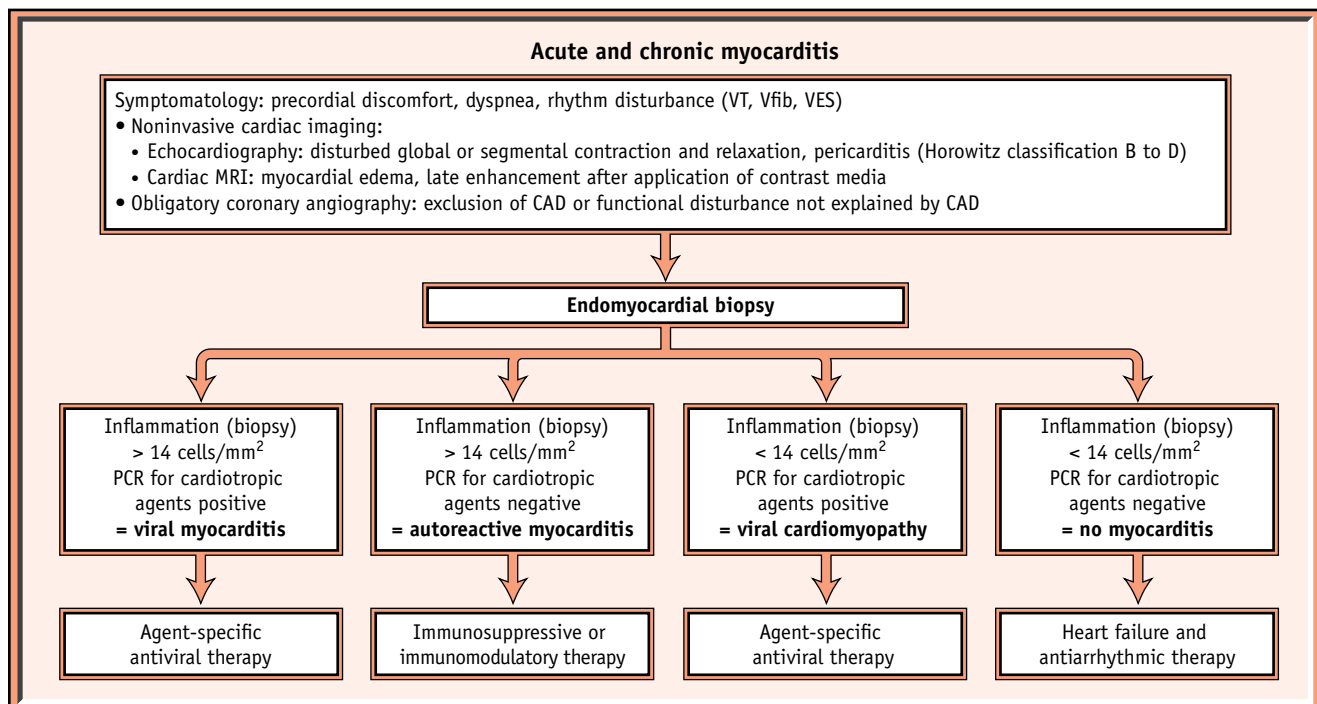 Acute and chronic myocarditis
Symptomatology: precordial discomfort, dyspnea, rhythm disturbance (VT, Vfib, VES)
• Noninvasive cardiac imaging:
• Echocardiography: disturbed global or segmental contraction and relaxation, pericarditis (Horowitz classification B to D)
• Cardiac MRI: myocardial edema, late enhancement after application of contrast media
• Obligatory coronary angiography: exclusion of CAD or functional disturbance not explained by CAD
Endomyocardial biopsy
Inflammation (biopsy)
> 14 cells/mm²
PCR for cardiotropic
agents positive
= viral myocarditis
Inflammation (biopsy)
> 14 cells/mm²
PCR for cardiotropic
agents negative
= autoreactive myocarditis
Inflammation (biopsy)
< 14 cells/mm²
PCR for cardiotropic
agents positive
= viral cardiomyopathy
Inflammation (biopsy)
< 14 cells/mm²
PCR for cardiotropic
agents negative
= no myocarditis
Agent-specific
antiviral therapy
Immunosuppressive or
immunomodulatory therapy
Agent-specific
antiviral therapy
Heart failure and
antiarrhythmic therapy